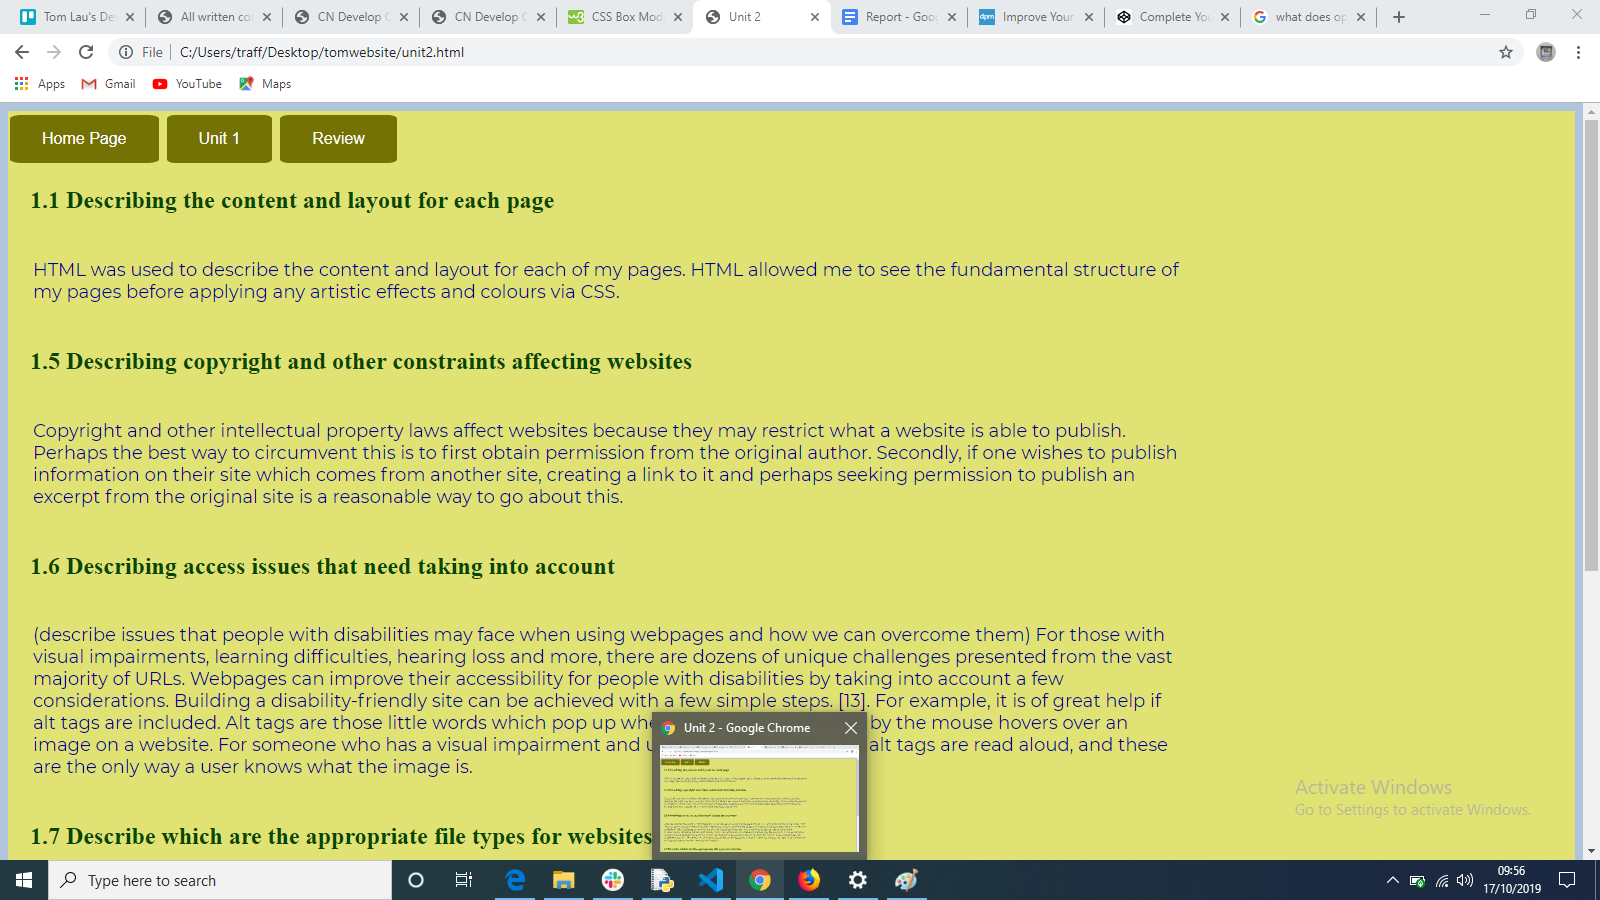 Tom Lau's De
All written co
CN Develop C
CN Develop C
CSS Box Mod
Unit 2
Report - Goog
Improve Your
Complete Yo
what does op
File
C:/Users/traff/Desktop/tomwebsite/unit2.html
Apps
Gmail
YouTube
Maps
Home Page
Unit 1
Review
1.1 Describing the content and layout for each page
HTML was used to describe the content and layout for each of my pages. HTML allowed me to see the fundamental structure of
my pages before applying any artistic effects and colours via CSS.
1.5 Describing copyright and other constraints affecting websites
Copyright and other intellectual property laws affect websites because they may restrict what a website is able to publish.
Perhaps the best way to circumvent this is to first obtain permission from the original author. Secondly, if one wishes to publish
information on their site which comes from another site, creating a link to it and perhaps seeking permission to publish an
excerpt from the original site is a reasonable way to go about this.
1.6 Describing access issues that need taking into account
(describe issues that people with disabilities may face when using webpages and how we can overcome them) For those with
visual impairments, learning difficulties, hearing loss and more, there are dozens of unique challenges presented from the vast
majority of URLs. Webpages can improve their accessibility for people with disabilities by taking into account a few
considerations. Building a disability-friendly site can be achieved with a few simple steps. [13]. For example, it is of great help if
alt tags are included. Alt tags are those little words which pop up by the mouse hovers over an
image on a website. For someone who has a visual impairment and alt tags are read aloud, and these
are the only way a user knows what the image is.
1.7 Describe which are the appropriate file types for websites
Unit 2 - Google Chrome
Activate Windows
Go to Settings to activate Windows.
Type here to search
09:56
17/10/2019